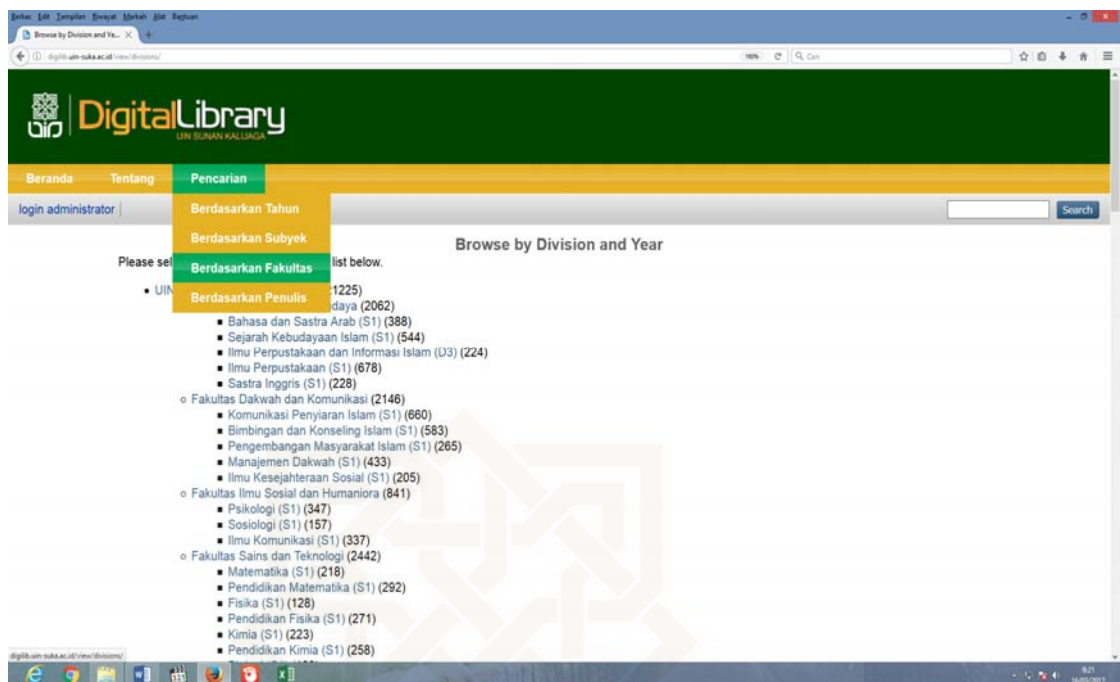 Berkas Edit Tampilan Riwayat Markah Alat Bantuan
Browse by Division and Ye...
digilib.uin-suka.ac.id/view/divisions/
Cari
UIN DigitalLibrary
UIN SUNAN KALIJAGA
Beranda Tentang Pencarian
login administrator
Search
Berdasarkan Tahun
Berdasarkan Subyek
Berdasarkan Fakultas
Berdasarkan Penulis
Browse by Division and Year
Please sel list below.
UIN 1225)
daya (2062)
Bahasa dan Sastra Arab (S1) (388)
Sejarah Kebudayaan Islam (S1) (544)
Ilmu Perpustakaan dan Informasi Islam (D3) (224)
Ilmu Perpustakaan (S1) (678)
Sastra Inggris (S1) (228)
Fakultas Dakwah dan Komunikasi (2146)
Komunikasi Penyiaran Islam (S1) (660)
Bimbingan dan Konseling Islam (S1) (583)
Pengembangan Masyarakat Islam (S1) (265)
Manajemen Dakwah (S1) (433)
Ilmu Kesejahteraan Sosial (S1) (205)
Fakultas Ilmu Sosial dan Humaniora (841)
Psikologi (S1) (347)
Sosiologi (S1) (157)
Ilmu Komunikasi (S1) (337)
Fakultas Sains dan Teknologi (2442)
Matematika (S1) (218)
Pendidikan Matematika (S1) (292)
Fisika (S1) (128)
Pendidikan Fisika (S1) (271)
Kimia (S1) (223)
Pendidikan Kimia (S1) (258)
digilib.uin-suka.ac.id/view/divisions/
9:21
16/05/2017